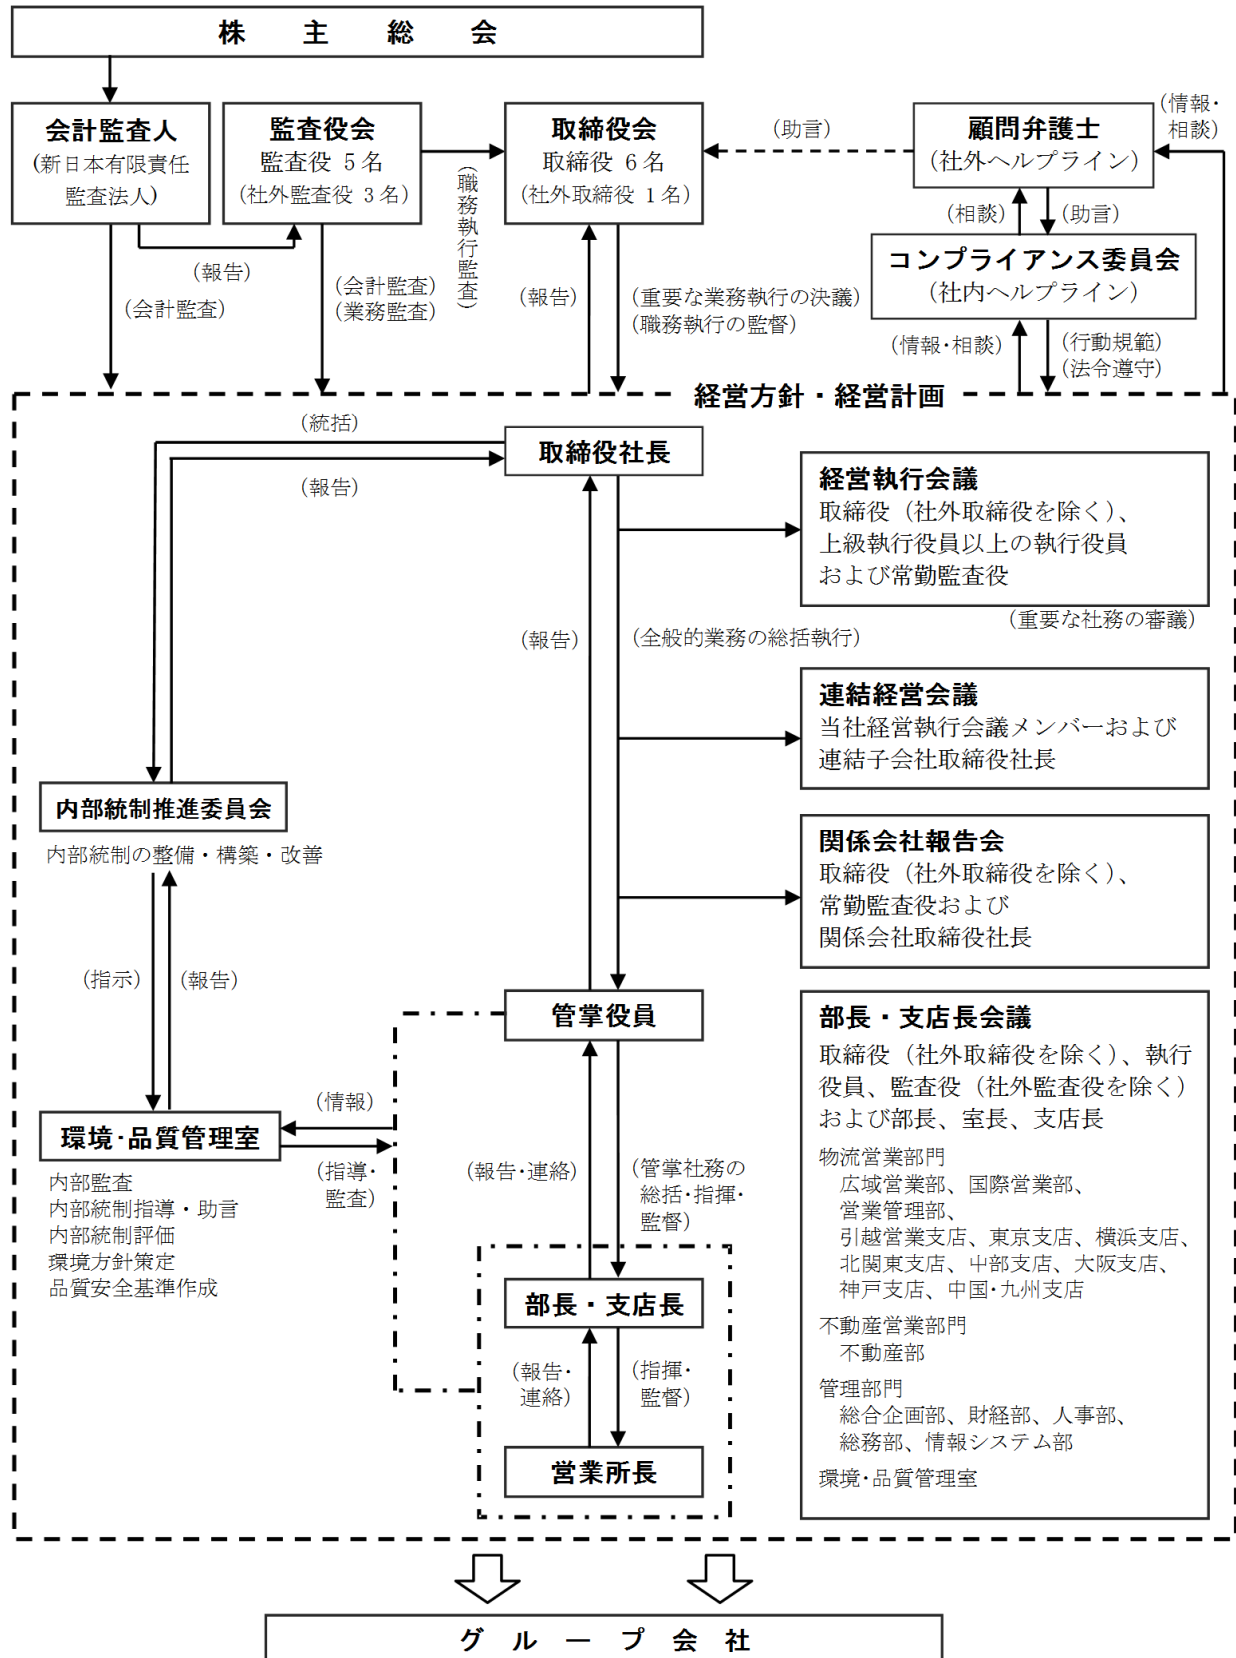 株主総会
会計監査人
(新日本有限責任
監査法人)
監査役会
監査役 5名
(社外監査役 3名)
取締役会
取締役 6名
(社外取締役 1名)
顧問弁護士
(社外ヘルプライン)
(情報・
相談)
(助言)
(職務執行監査)
(報告)
(会計監査)
(会計監査)
(業務監査)
(報告)
(重要な業務執行の決議)
(職務執行の監督)
(相談)
(助言)
コンプライアンス委員会
(社内ヘルプライン)
(情報・相談)
(行動規範)
(法令遵守)
経営方針・経営計画
(統括)
(報告)
取締役社長
経営執行会議
取締役(社外取締役を除く)、
上級執行役員以上の執行役員
および常勤監査役
(重要な社務の審議)
(報告)
(全般的業務の総括執行)
連結経営会議
当社経営執行会議メンバーおよび
連結子会社取締役社長
内部統制推進委員会
内部統制の整備・構築・改善
関係会社報告会
取締役(社外取締役を除く)、
常勤監査役および
関係会社取締役社長
(指示)
(報告)
管掌役員
部長・支店長会議
取締役(社外取締役を除く)、執行
役員、監査役(社外監査役を除く)
および部長、室長、支店長
物流営業部門
広域営業部、国際営業部、
営業管理部、
引越営業支店、東京支店、横浜支店、
北関東支店、中部支店、大阪支店、
神戸支店、中国・九州支店
不動産営業部門
不動産部
管理部門
総合企画部、財経部、人事部、
総務部、情報システム部
環境・品質管理室
環境・品質管理室
内部監査
内部統制指導・助言
内部統制評価
環境方針策定
品質安全基準作成
(情報)
(指導・
監査)
(報告・連絡)
(管掌社務の
総括・指揮・
監督)
部長・支店長
(報告・
連絡)
(指揮・
監督)
営業所長
グループ会社